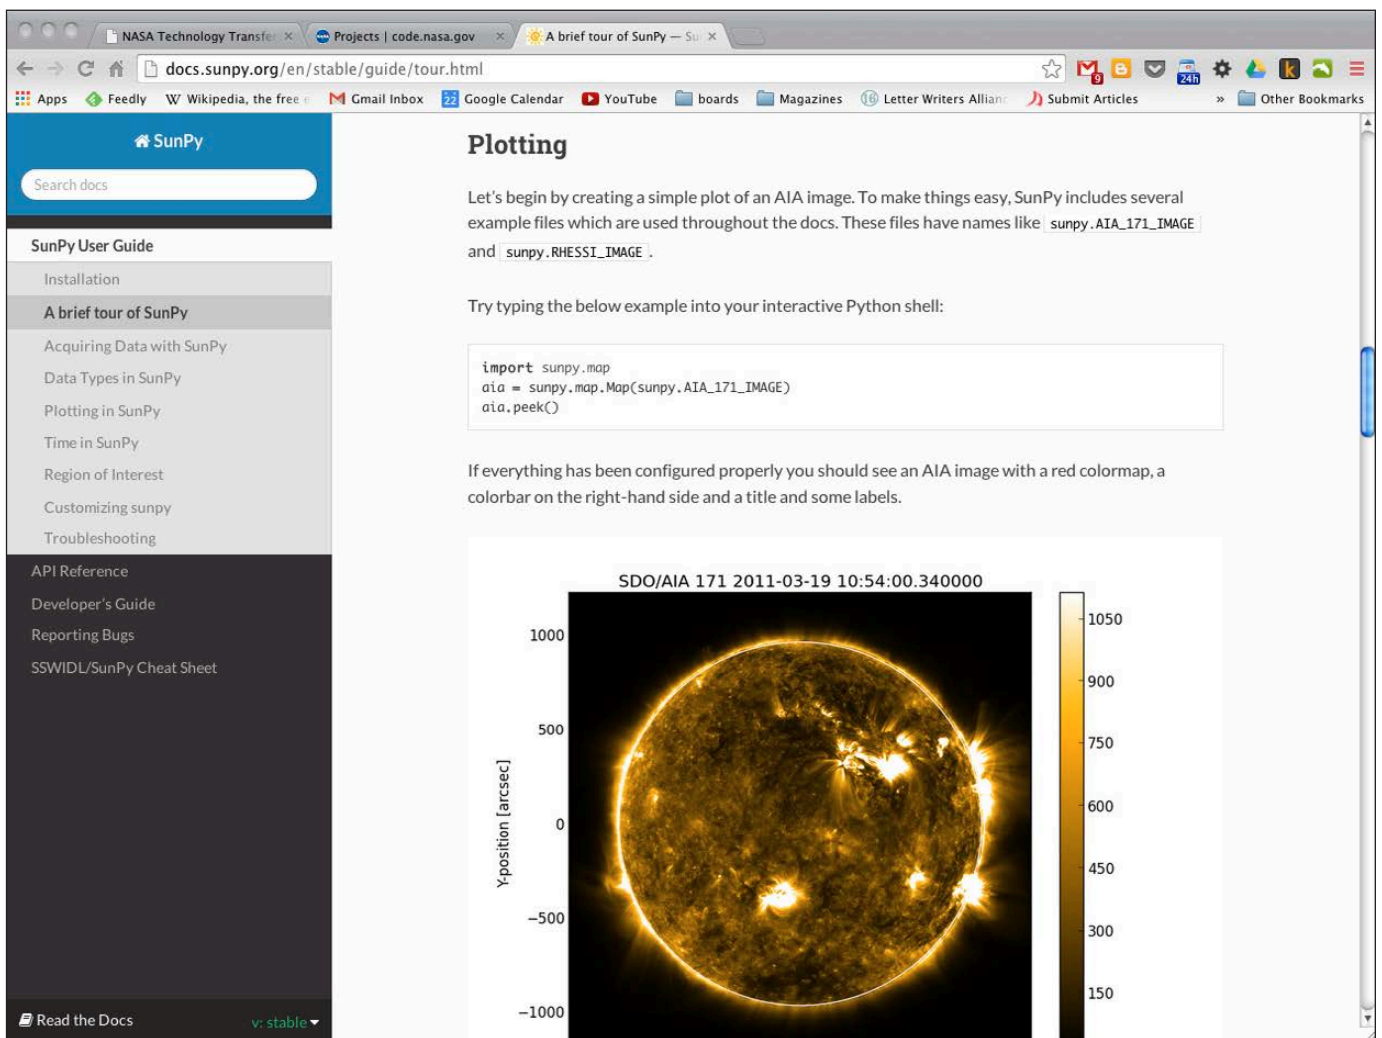 NASA Technology Transfe
Projects | code.nasa.gov
A brief tour of SunPy — Su
docs.sunpy.org/en/stable/guide/tour.html
9
24h
k
Apps
Feedly
W Wikipedia, the free e
Gmail Inbox
22 Google Calendar
YouTube
boards
Magazines
16 Letter Writers Allianc
Submit Articles
»
Other Bookmarks
SunPy
Search docs
SunPy User Guide
Installation
A brief tour of SunPy
Acquiring Data with SunPy
Data Types in SunPy
Plotting in SunPy
Time in SunPy
Region of Interest
Customizing sunpy
Troubleshooting
API Reference
Developer's Guide
Reporting Bugs
SSWIDL/SunPy Cheat Sheet
Read the Docs
v: stable
Plotting
Let's begin by creating a simple plot of an AIA image. To make things easy, SunPy includes several
example files which are used throughout the docs. These files have names like sunpy.AIA_171_IMAGE
and sunpy.RHESSI_IMAGE .
Try typing the below example into your interactive Python shell:
import sunpy.map
aia = sunpy.map.Map(sunpy.AIA_171_IMAGE)
aia.peek()
If everything has been configured properly you should see an AIA image with a red colormap, a
colorbar on the right-hand side and a title and some labels.
SDO/AIA 171 2011-03-19 10:54:00.340000
Y-position [arcsec]
1000
500
0
−500
−1000
1050
900
750
600
450
300
150